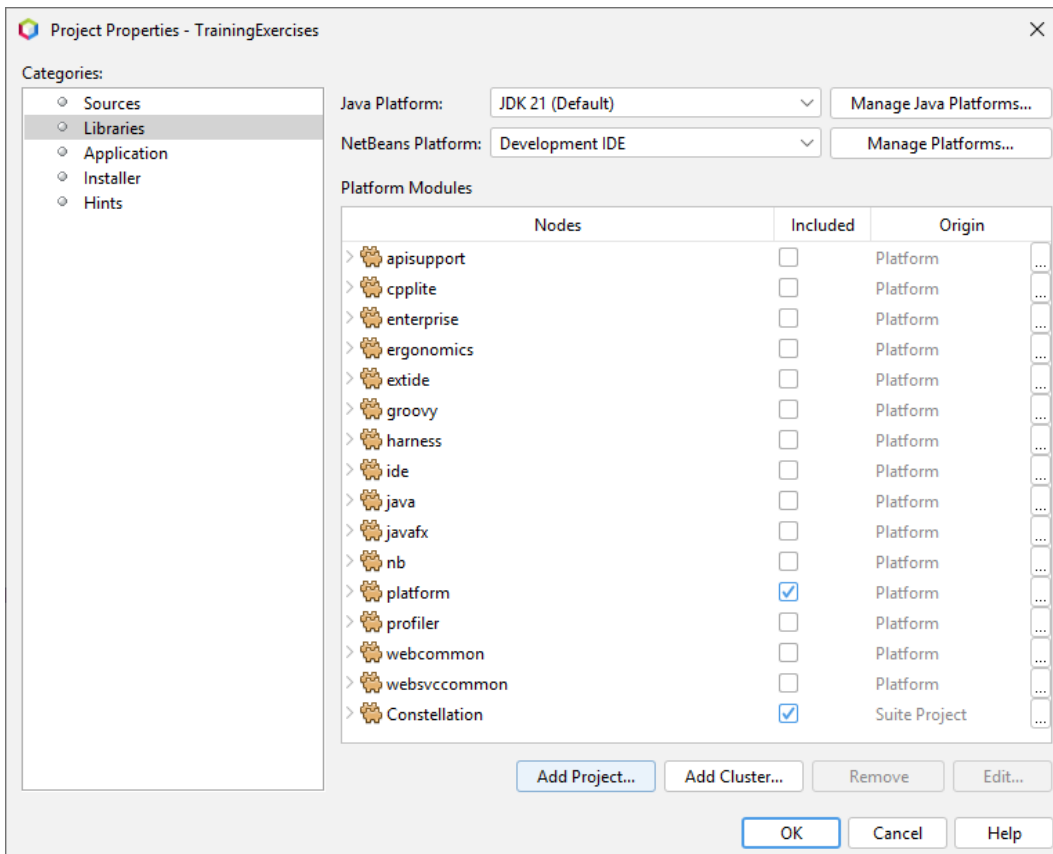 Project Properties - TrainingExercises
Categories:
Sources
Libraries
Application
Installer
Hints
Java Platform: JDK 21 (Default) Manage Java Platforms...
NetBeans Platform: Development IDE Manage Platforms...
Platform Modules
Nodes Included Origin
apisupport Platform ...
cpplite Platform ...
enterprise Platform ...
ergonomics Platform ...
extide Platform ...
groovy Platform ...
harness Platform ...
ide Platform ...
java Platform ...
javafx Platform ...
nb Platform ...
platform Platform ...
profiler Platform ...
webcommon Platform ...
websvccommon Platform ...
Constellation Suite Project ...
Add Project... Add Cluster... Remove Edit...
OK Cancel Help